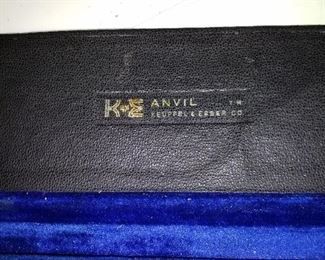 K+E ANVIL TM
KEUFFEL & ESSER CO